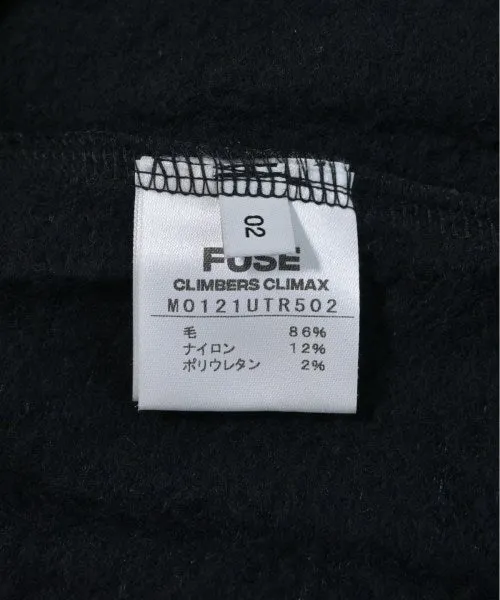 02
FUSE
CLIMBERS CLIMAX
M0121UTR502
毛 86%
ナイロン 12%
ポリウレタン 2%